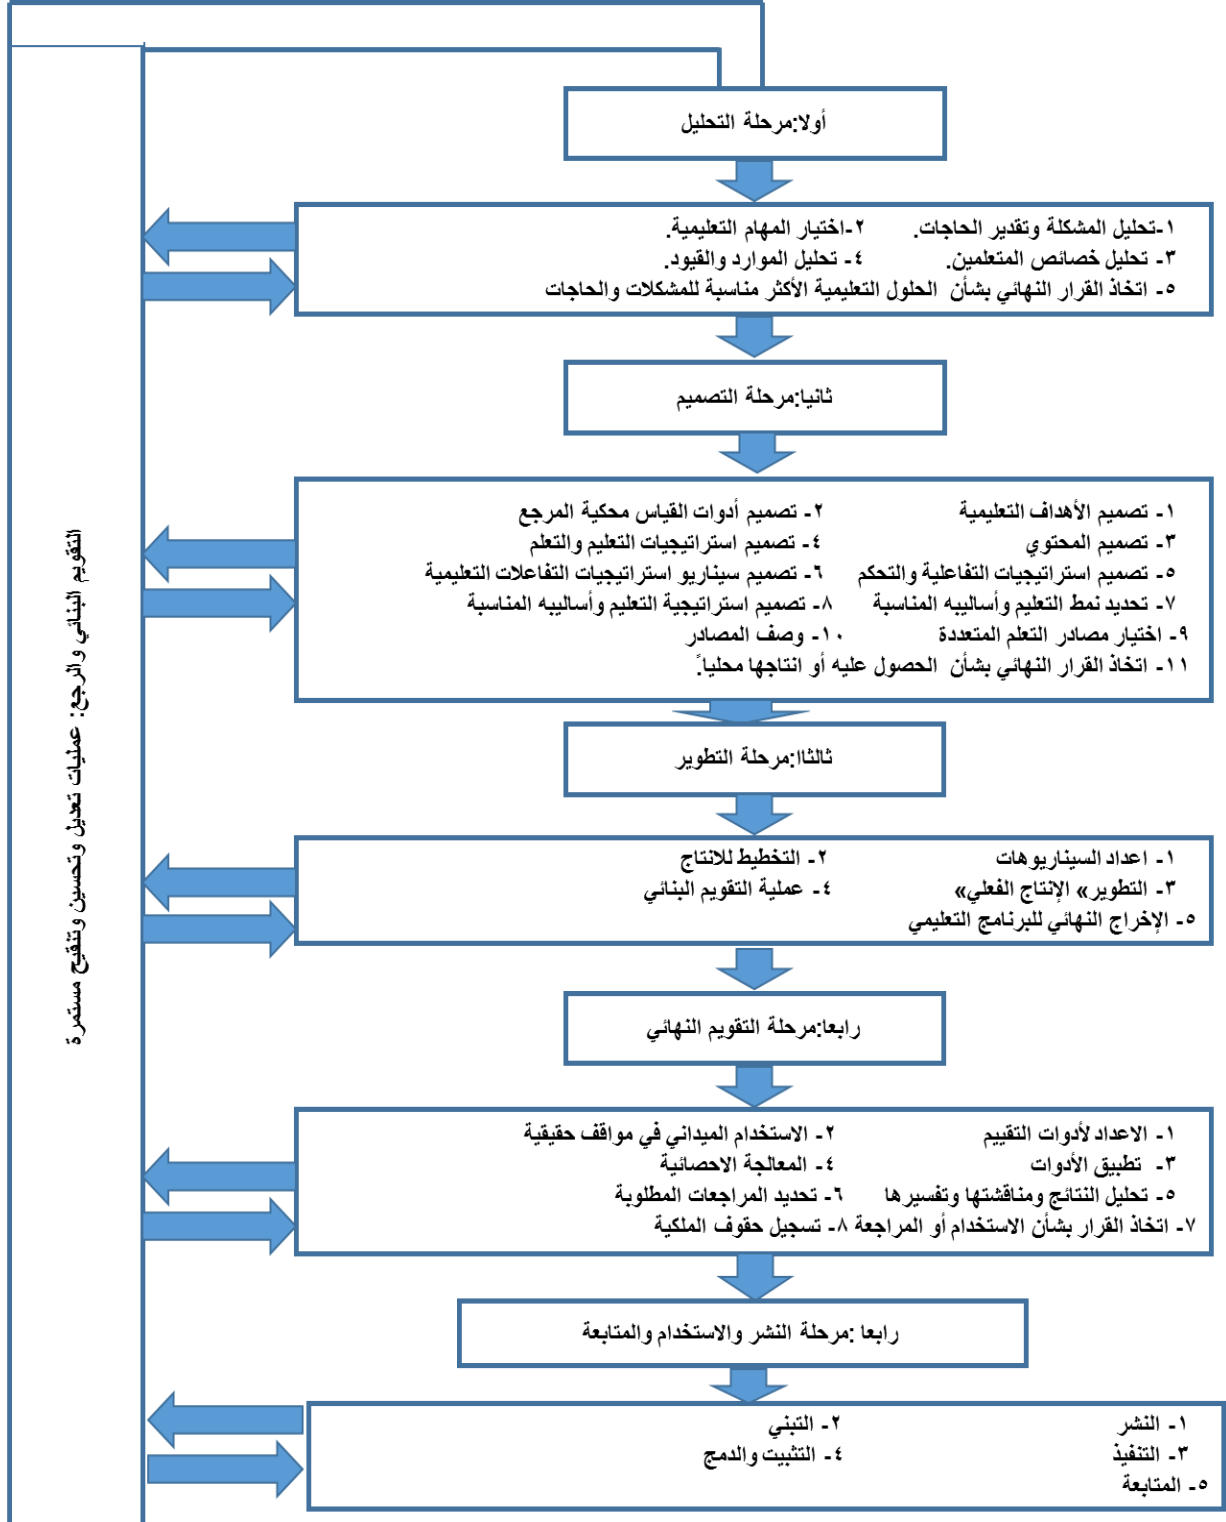 أولا:مرحلة التحليل
١-تحليل المشكلة وتقدير الحاجات. ٢-اختيار المهام التعليمية.
٣- تحليل خصائص المتعلمين. ٤- تحليل الموارد والقيود.
٥- اتخاذ القرار النهائي بشأن الحلول التعليمية الأكثر مناسبة للمشكلات والحاجات
ثانيا:مرحلة التصميم
١- تصميم الأهداف التعليمية ٢- تصميم أدوات القياس محكية المرجع
٣- تصميم المحتوي ٤- تصميم استراتيجيات التعليم والتعلم
٥- تصميم استراتيجيات التفاعلية والتحكم ٦- تصميم سيناريو استراتيجيات التفاعلات التعليمية
٧- تحديد نمط التعليم وأساليبه المناسبة ٨- تصميم استراتيجية التعليم وأساليبه المناسبة
٩- اختيار مصادر التعلم المتعددة ١٠- وصف المصادر
١١- اتخاذ القرار النهائي بشأن الحصول عليه أو انتاجها محلياً.
ثالثاا:مرحلة التطوير
١- اعداد السيناريوهات ٢- التخطيط للانتاج
٣- التطوير» الإنتاج الفعلي» ٤- عملية التقويم البنائي
٥- الإخراج النهائي للبرنامج التعليمي
رابعا:مرحلة التقويم النهائي
١- الاعداد لأدوات التقييم ٢- الاستخدام الميداني في مواقف حقيقية
٣- تطبيق الأدوات ٤- المعالجة الاحصائية
٥- تحليل النتائج ومناقشتها وتفسيرها ٦- تحديد المراجعات المطلوبة
٧- اتخاذ القرار بشأن الاستخدام أو المراجعة ٨- تسجيل حقوف الملكية
رابعا :مرحلة النشر والاستخدام والمتابعة
١- النشر ٢- التبني
٣- التنفيذ ٤- التثبيت والدمج
٥- المتابعة
التقويم البنائي والرجع: عمليات تعديل وتحسين وتنقيح مستمرة